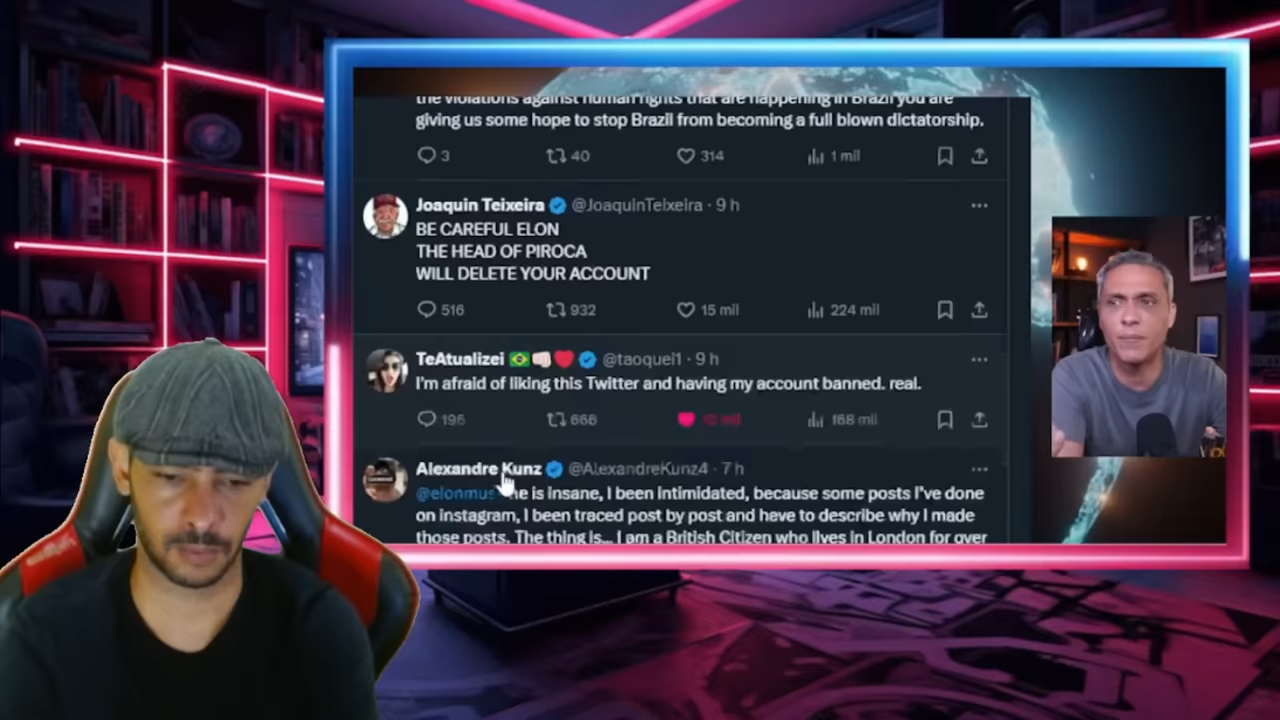 the violations against human rights that are happening in Brazil you are
giving us some hope to stop Brazil from becoming a full blown dictatorship.
3 40 314 1 mil
Joaquin Teixeira @JoaquinTeixeira · 9 h
BE CAREFUL ELON
THE HEAD OF PIROCA
WILL DELETE YOUR ACCOUNT
516 932 15 mil 224 mil
TeAtualizei 🇧🇷👊🏻❤️ @taoquei1 · 9 h
I'm afraid of liking this Twitter and having my account banned. real.
195 668 168 mil
Alexandre Kunz @AlexandreKunz4 · 7 h
@elonmus he is insane, I been intimidated, because some posts I've done
on instagram, I been traced post by post and have to describe why I made
those posts. The thing is... I am a British Citizen who lives in London for over